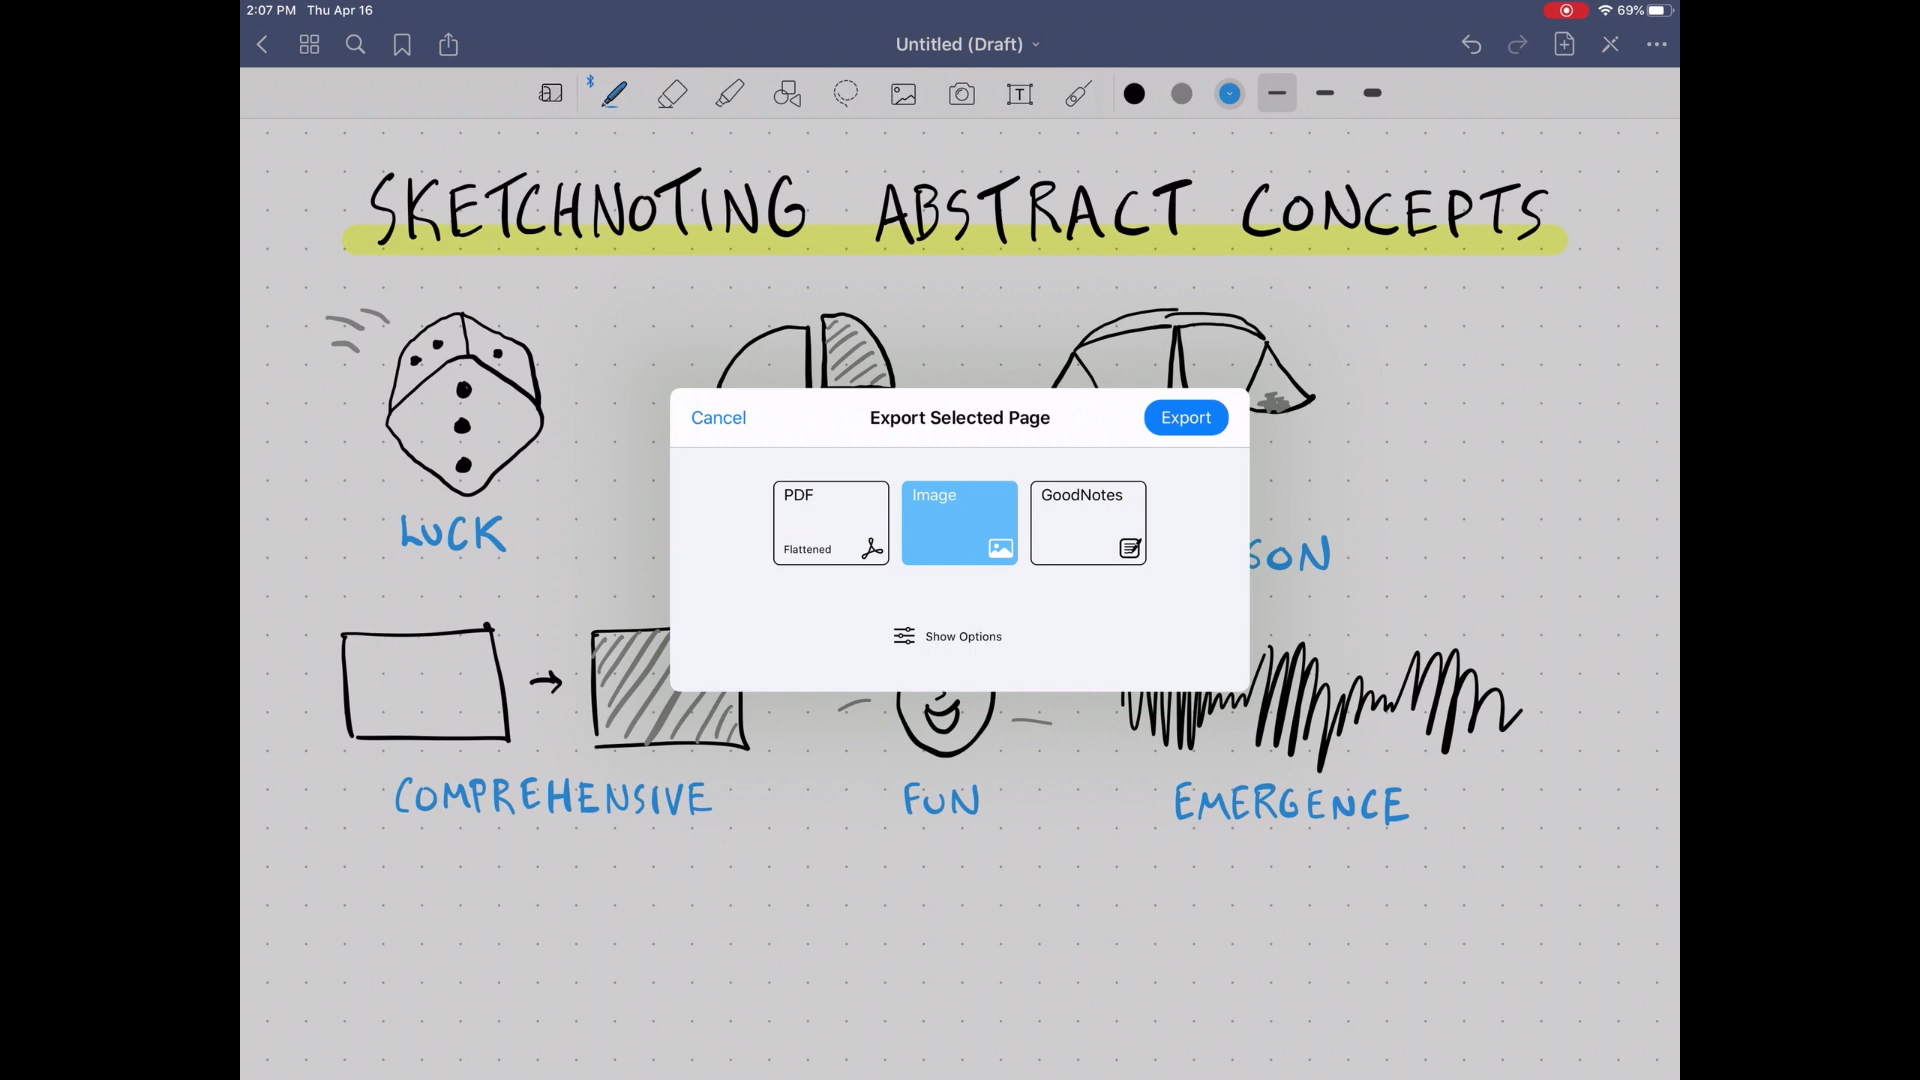 2:07 PM Thu Apr 16
69%
Untitled (Draft)
T
SKETCHNOTING ABSTRACT CONCEPTS
Cancel
Export Selected Page
Export
PDF
Flattened
Image
GoodNotes
Show Options
LUCK
SON
COMPREHENSIVE
FUN
EMERGENCE